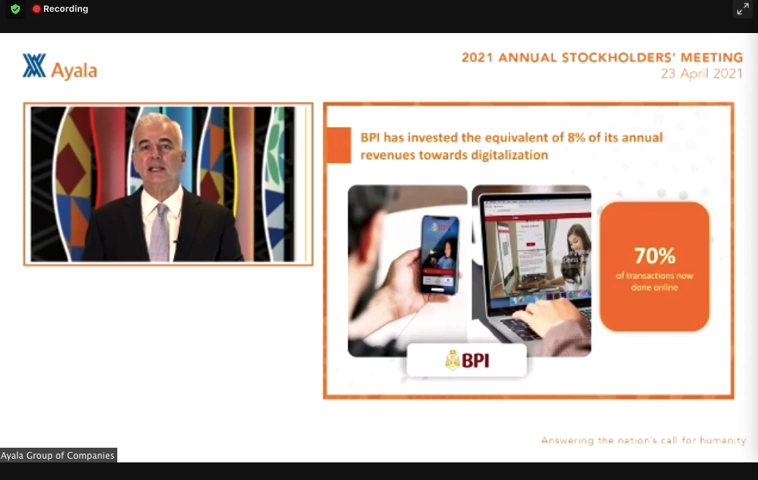 Recording
Ayala
2021 ANNUAL STOCKHOLDERS' MEETING
23 April 2021
BPI has invested the equivalent of 8% of its annual
revenues towards digitalization
70%
of transactions now
done online
BPI
Answering the nation's call for humanity
Ayala Group of Companies